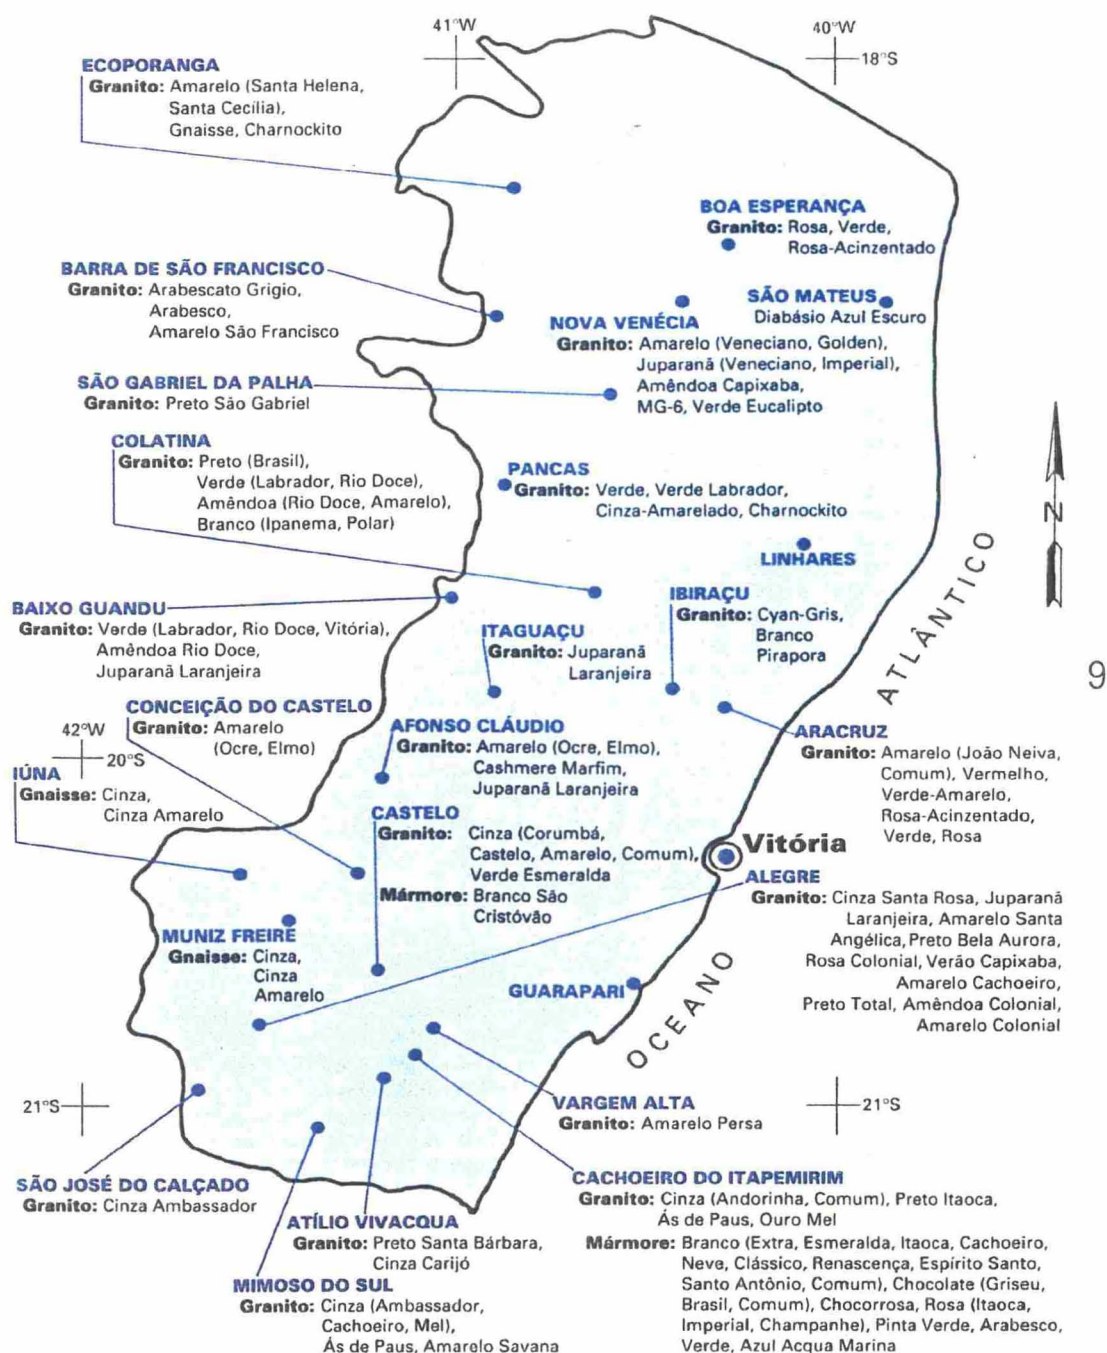 41°W
40°W
18°S
ECOPORANGA
Granito: Amarelo (Santa Helena,
Santa Cecília),
Gnaisse, Charnockito
BOA ESPERANÇA
Granito: Rosa, Verde,
Rosa-Acinzentado
BARRA DE SÃO FRANCISCO
Granito: Arabescato Grigio,
Arabesco,
Amarelo São Francisco
SÃO MATEUS
Diabásio Azul Escuro
NOVA VENÉCIA
Granito: Amarelo (Veneciano, Golden),
Juparanã (Veneciano, Imperial),
Amêndoa Capixaba,
MG-6, Verde Eucalipto
SÃO GABRIEL DA PALHA
Granito: Preto São Gabriel
COLATINA
Granito: Preto (Brasil),
Verde (Labrador, Rio Doce),
Amêndoa (Rio Doce, Amarelo),
Branco (Ipanema, Polar)
PANCAS
Granito: Verde, Verde Labrador,
Cinza-Amarelado, Charnockito
N
LINHARES
BAIXO GUANDU
Granito: Verde (Labrador, Rio Doce, Vitória),
Amêndoa Rio Doce,
Juparanã Laranjeira
ITAGUAÇU
Granito: Juparanã
Laranjeira
IBIRAÇU
Granito: Cyan-Gris,
Branco
Pirapora
OCEANO ATLÂNTICO
9
CONCEIÇÃO DO CASTELO
Granito: Amarelo
(Ocre, Elmo)
42°W
20°S
AFONSO CLÁUDIO
Granito: Amarelo (Ocre, Elmo),
Cashmere Marfim,
Juparanã Laranjeira
ARACRUZ
Granito: Amarelo (João Neiva,
Comum), Vermelho,
Verde-Amarelo,
Rosa-Acinzentado,
Verde, Rosa
IÚNA
Gnaisse: Cinza,
Cinza Amarelo
CASTELO
Granito: Cinza (Corumbá,
Castelo, Amarelo, Comum),
Verde Esmeralda
Mármore: Branco São
Cristóvão
Vitória
ALEGRE
Granito: Cinza Santa Rosa, Juparanã
Laranjeira, Amarelo Santa
Angélica, Preto Bela Aurora,
Rosa Colonial, Verão Capixaba,
Amarelo Cachoeiro,
Preto Total, Amêndoa Colonial,
Amarelo Colonial
MUNIZ FREIRE
Gnaisse: Cinza,
Cinza
Amarelo
GUARAPARI
21°S
21°S
VARGEM ALTA
Granito: Amarelo Persa
SÃO JOSÉ DO CALÇADO
Granito: Cinza Ambassador
CACHOEIRO DO ITAPEMIRIM
Granito: Cinza (Andorinha, Comum), Preto Itaoca,
Ás de Paus, Ouro Mel
Mármore: Branco (Extra, Esmeralda, Itaoca, Cachoeiro,
Neve, Clássico, Renascença, Espírito Santo,
Santo Antônio, Comum), Chocolate (Griseu,
Brasil, Comum), Chocorrosa, Rosa (Itaoca,
Imperial, Champanhe), Pinta Verde, Arabesco,
Verde, Azul Acqua Marina
ATÍLIO VIVACQUA
Granito: Preto Santa Bárbara,
Cinza Carijó
MIMOSO DO SUL
Granito: Cinza (Ambassador,
Cachoeiro, Mel),
Ás de Paus, Amarelo Savana